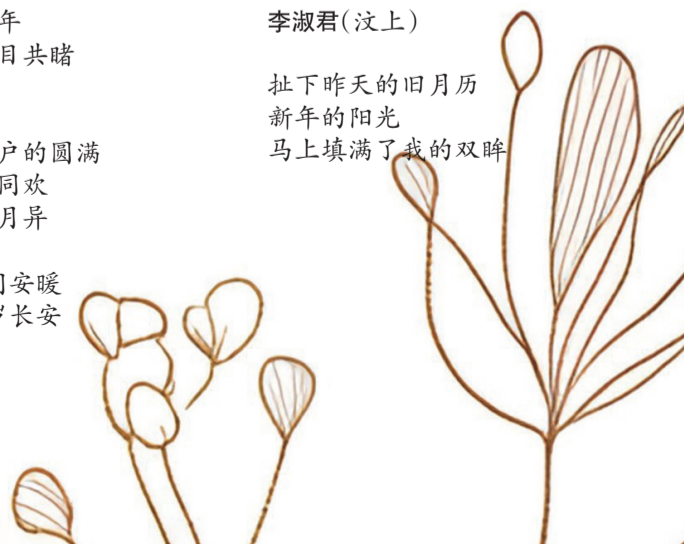 年
目共睹
户的圆满
同欢
月异
安暖
长安
李淑君(汶上)
扯下昨天的旧月历
新年的阳光
马上填满了我的双眸